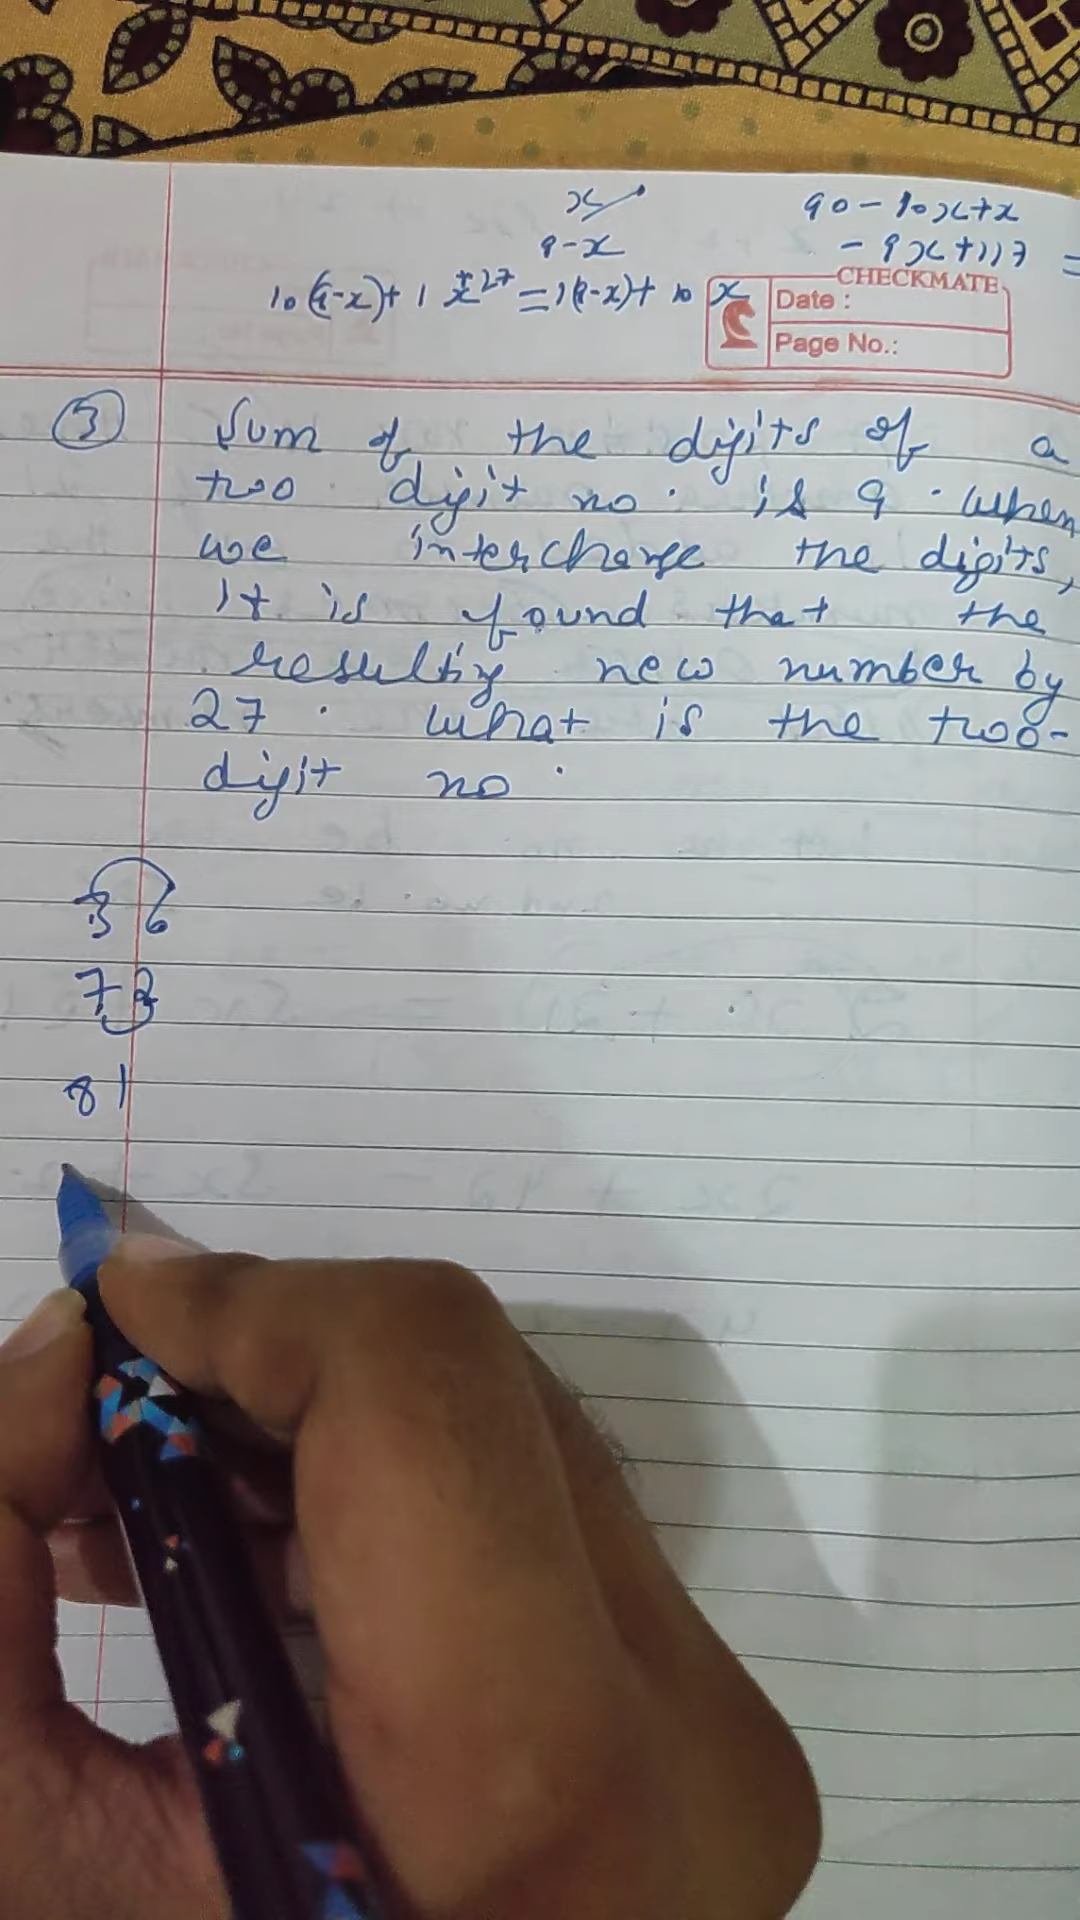 x
9-x
90-10x+x
-9x+117 =
10(9-x)+1x+27=1(9-x)+10x
CHECKMATE
Date :
Page No.:
③ Sum of the digits of a
two digit no. is 9. when
we interchange the digits,
it is found that the
resulting new number by
27. what is the two-
digit no.
36
72
81